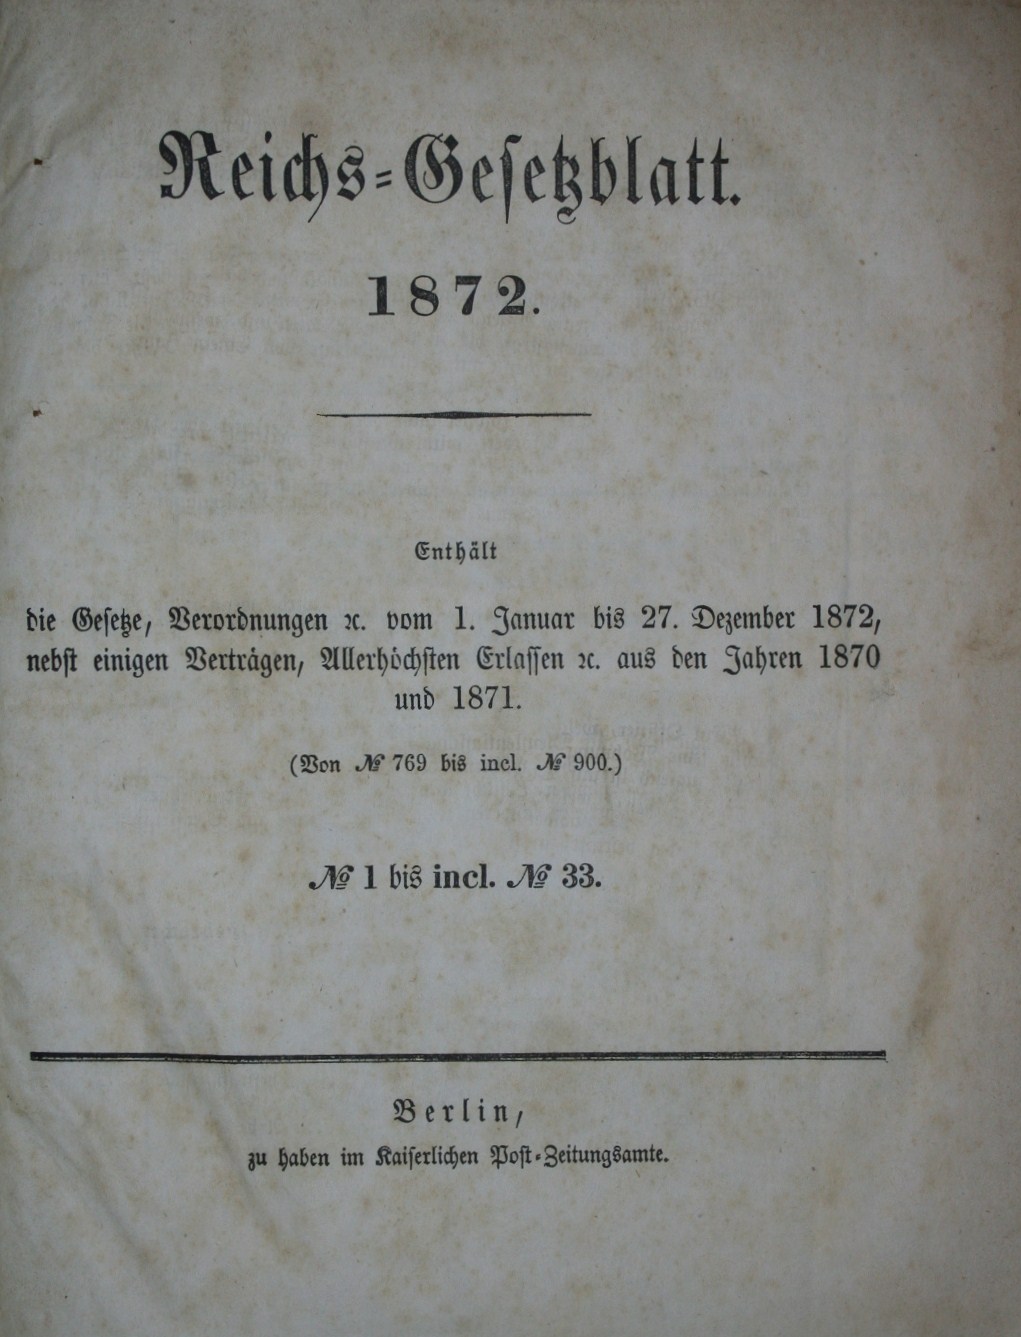 Reichs-Gesetzblatt.
1872.
Enthält
die Gesetze, Verordnungen ꝛc. vom 1. Januar bis 27. Dezember 1872,
nebst einigen Verträgen, Allerhöchsten Erlassen ꝛc. aus den Jahren 1870
und 1871.
(Von № 769 bis incl. № 900.)
№ 1 bis incl. № 33.
Berlin,
zu haben im Kaiserlichen Post-Zeitungsamte.